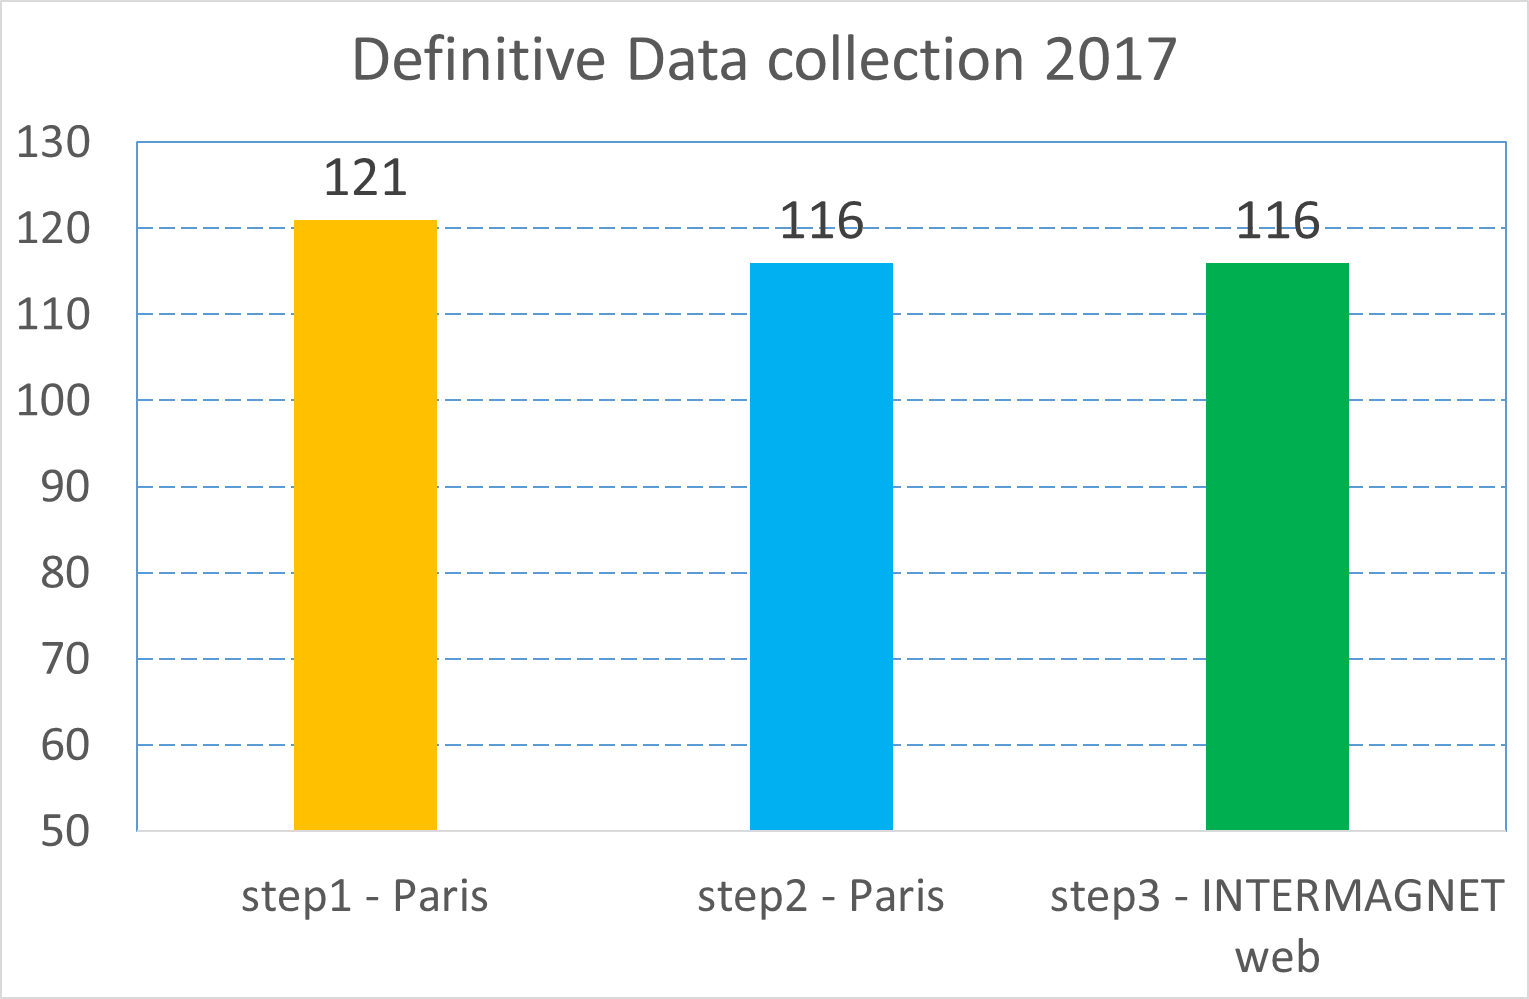 Definitive Data collection 2017
130
120
110
100
90
80
70
60
50
121
116
116
step1 - Paris
step2 - Paris
step3 - INTERMAGNET
web